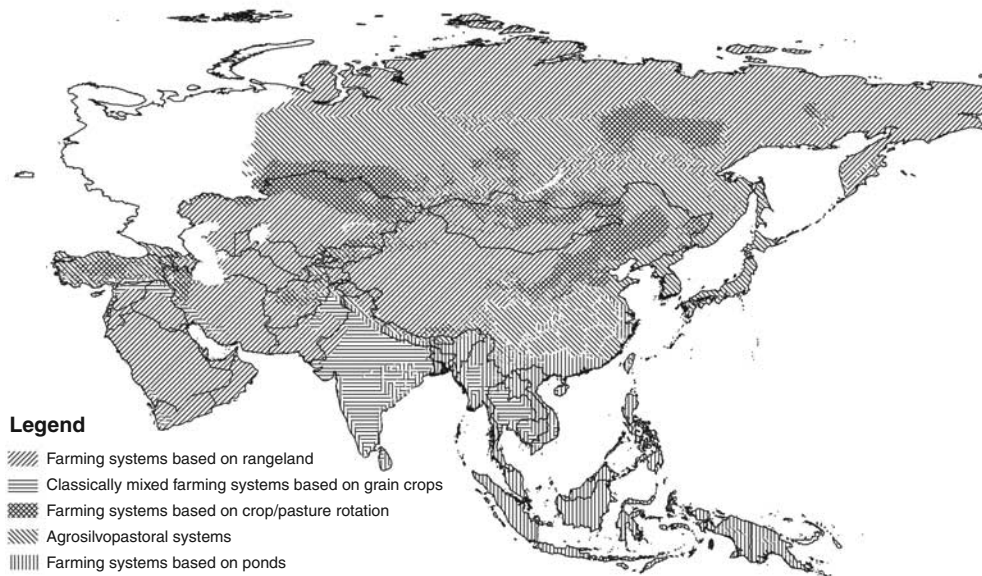 Legend
Farming systems based on rangeland
Classically mixed farming systems based on grain crops
Farming systems based on crop/pasture rotation
Agrosilvopastoral systems
Farming systems based on ponds